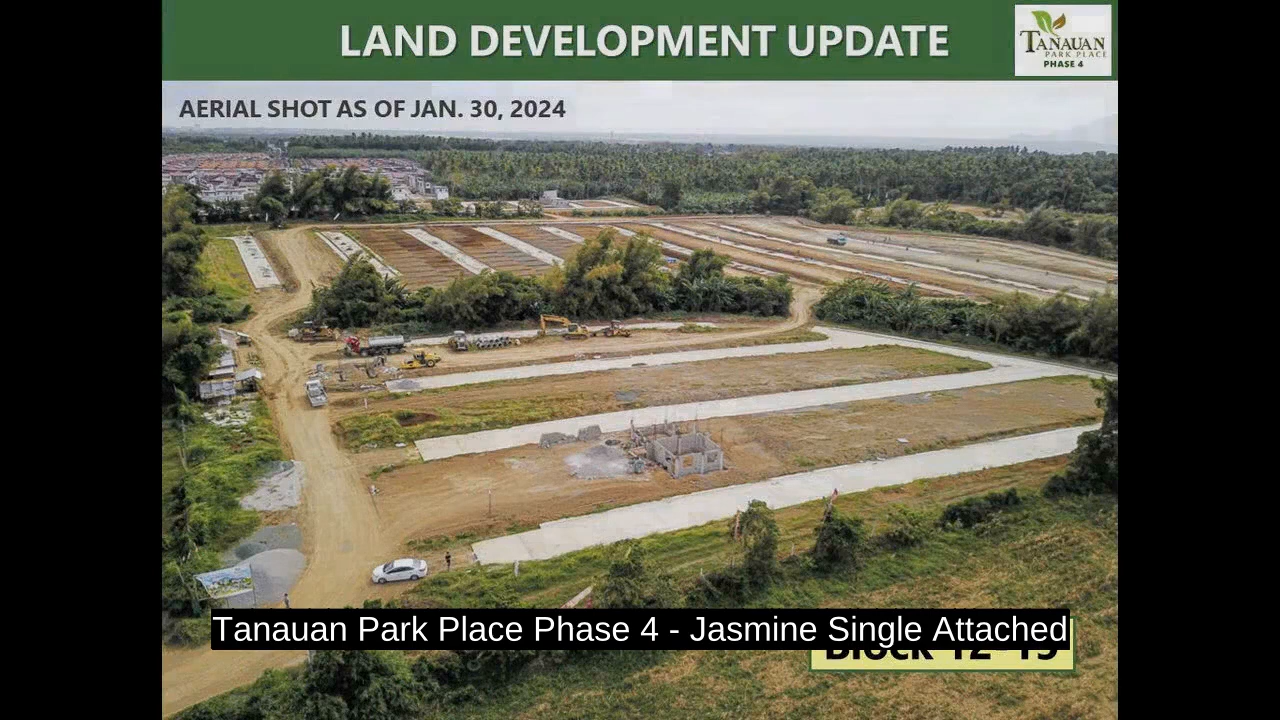 LAND DEVELOPMENT UPDATE
TANAUAN
PARK PLACE
PHASE 4
AERIAL SHOT AS OF JAN. 30, 2024
Tanauan Park Place Phase 4 - Jasmine Single Attached